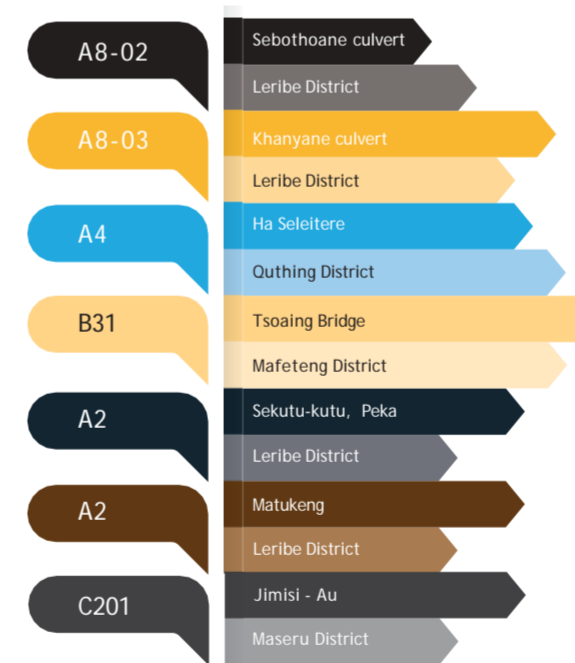 A8-02
Sebothoane culvert
Leribe District
A8-03
Khanyane culvert
Leribe District
A4
Ha Seleitere
Quthing District
B31
Tsoaing Bridge
Mafeteng District
A2
Sekutu-kutu, Peka
Leribe District
A2
Matukeng
Leribe District
C201
Jimisi - Au
Maseru District